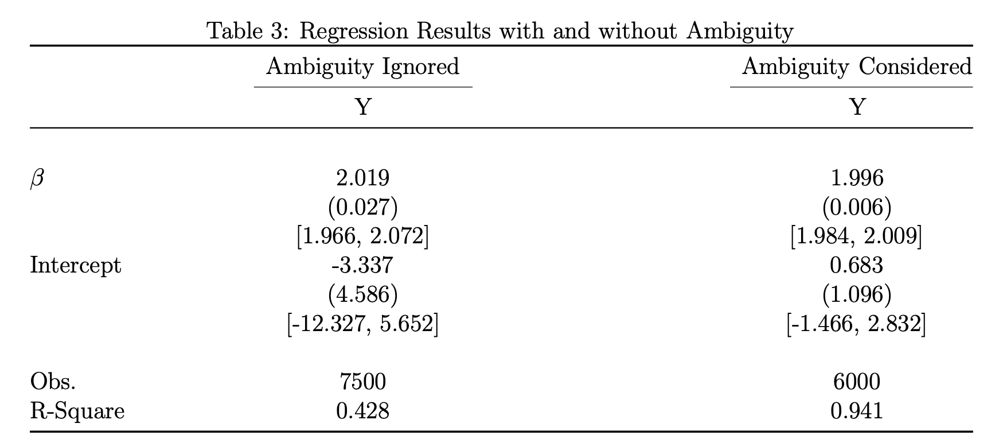 Table 3: Regression Results with and without Ambiguity
Ambiguity Ignored Ambiguity Considered
Y Y
β 2.019 1.996
(0.027) (0.006)
[1.966, 2.072] [1.984, 2.009]
Intercept -3.337 0.683
(4.586) (1.096)
[-12.327, 5.652] [-1.466, 2.832]
Obs. 7500 6000
R-Square 0.428 0.941